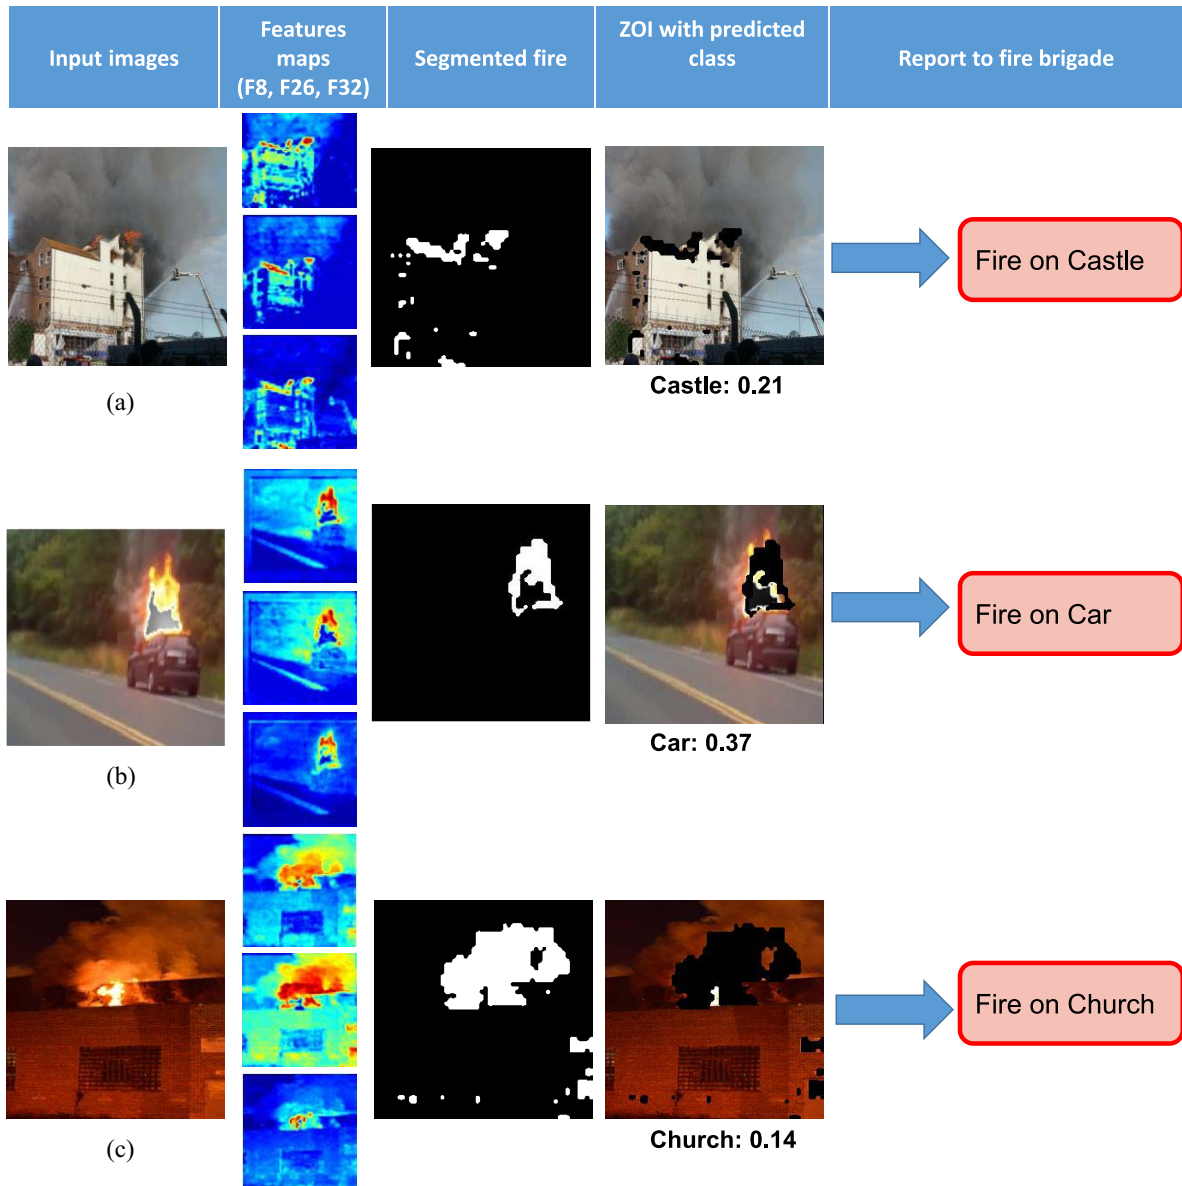 Input images
Features
maps
(F8, F26, F32)
Segmented fire
ZOI with predicted
class
Report to fire brigade
Fire on Castle
Castle: 0.21
(a)
Fire on Car
Car: 0.37
(b)
Fire on Church
Church: 0.14
(c)